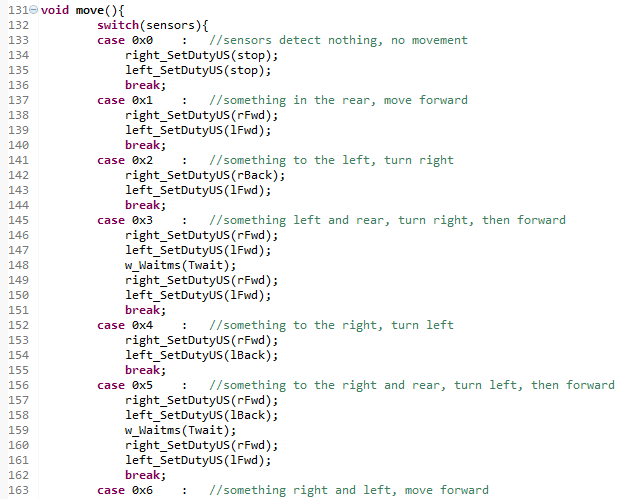 131 void move(){
132         switch(sensors){
133         case 0x0    :   //sensors detect nothing, no movement
134             right_SetDutyUS(stop);
135             left_SetDutyUS(stop);
136             break;
137         case 0x1    :   //something in the rear, move forward
138             right_SetDutyUS(rFwd);
139             left_SetDutyUS(lFwd);
140             break;
141         case 0x2    :   //something to the left, turn right
142             right_SetDutyUS(rBack);
143             left_SetDutyUS(lFwd);
144             break;
145         case 0x3    :   //something left and rear, turn right, then forward
146             right_SetDutyUS(rFwd);
147             left_SetDutyUS(lFwd);
148             w_Waitms(Twait);
149             right_SetDutyUS(rFwd);
150             left_SetDutyUS(lFwd);
151             break;
152         case 0x4    :   //something to the right, turn left
153             right_SetDutyUS(rFwd);
154             left_SetDutyUS(lBack);
155             break;
156         case 0x5    :   //something to the right and rear, turn left, then forward
157             right_SetDutyUS(rFwd);
158             left_SetDutyUS(lBack);
159             w_Waitms(Twait);
160             right_SetDutyUS(rFwd);
161             left_SetDutyUS(lFwd);
162             break;
163         case 0x6    :   //something right and left, move forward